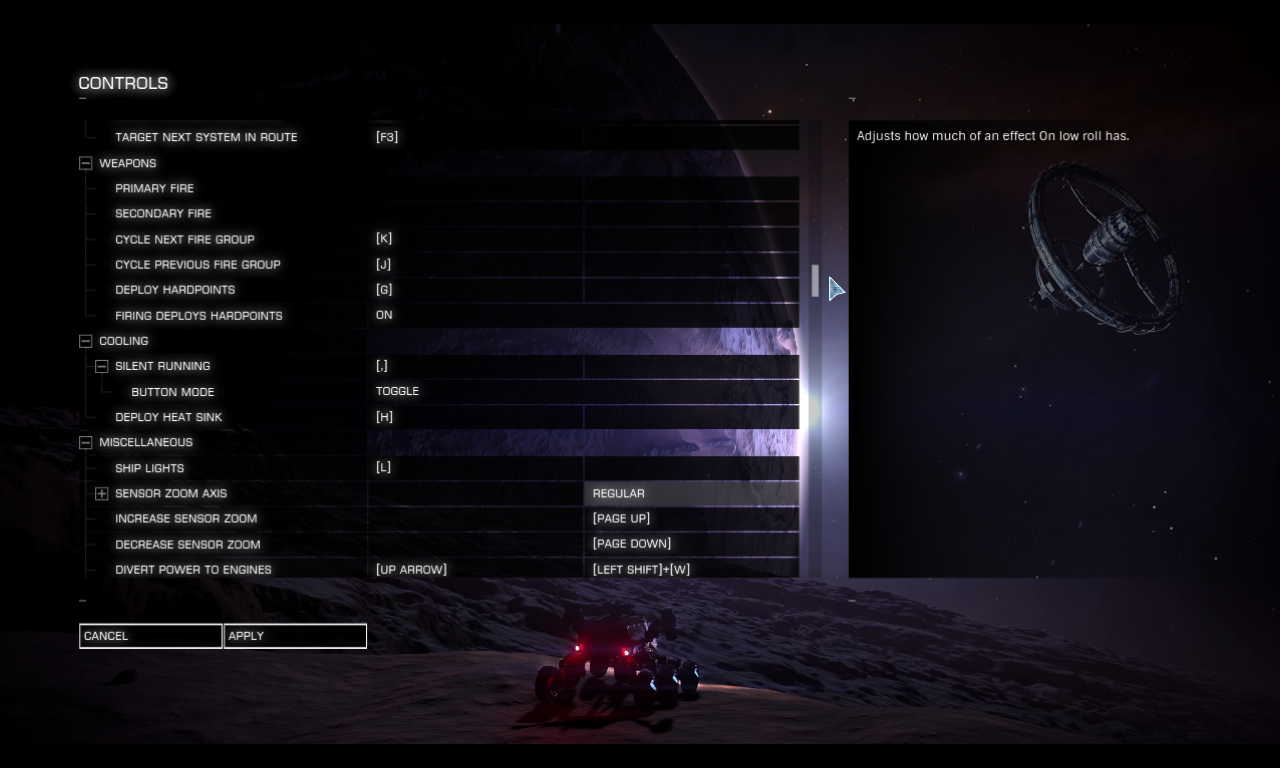 CONTROLS
TARGET NEXT SYSTEM IN ROUTE [F3]
WEAPONS
PRIMARY FIRE
SECONDARY FIRE
CYCLE NEXT FIRE GROUP [K]
CYCLE PREVIOUS FIRE GROUP [J]
DEPLOY HARDPOINTS [G]
FIRING DEPLOYS HARDPOINTS ON
COOLING
SILENT RUNNING [,]
BUTTON MODE TOGGLE
DEPLOY HEAT SINK [H]
MISCELLANEOUS
SHIP LIGHTS [L]
SENSOR ZOOM AXIS REGULAR
INCREASE SENSOR ZOOM [PAGE UP]
DECREASE SENSOR ZOOM [PAGE DOWN]
DIVERT POWER TO ENGINES [UP ARROW] [LEFT SHIFT]+[W]
CANCEL APPLY
Adjusts how much of an effect On low roll has.